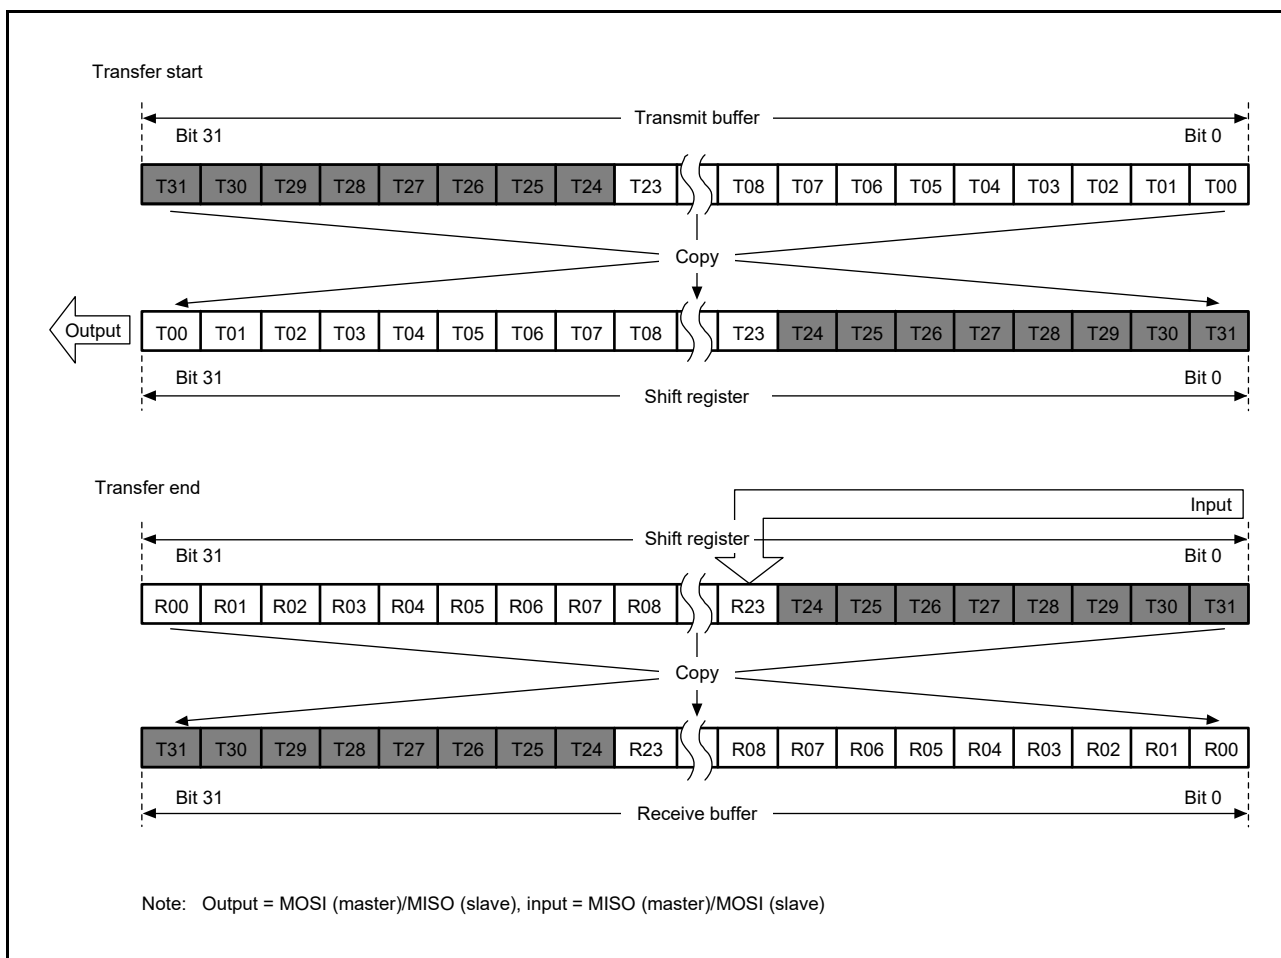 Transfer start
Transmit buffer
Bit 31 Bit 0
T31 T30 T29 T28 T27 T26 T25 T24 T23 T08 T07 T06 T05 T04 T03 T02 T01 T00
Copy
Output T00 T01 T02 T03 T04 T05 T06 T07 T08 T23 T24 T25 T26 T27 T28 T29 T30 T31
Bit 31 Bit 0
Shift register
Transfer end
Input
Shift register
Bit 31 Bit 0
R00 R01 R02 R03 R04 R05 R06 R07 R08 R23 T24 T25 T26 T27 T28 T29 T30 T31
Copy
T31 T30 T29 T28 T27 T26 T25 T24 R23 R08 R07 R06 R05 R04 R03 R02 R01 R00
Bit 31 Bit 0
Receive buffer
Note: Output = MOSI (master)/MISO (slave), input = MISO (master)/MOSI (slave)